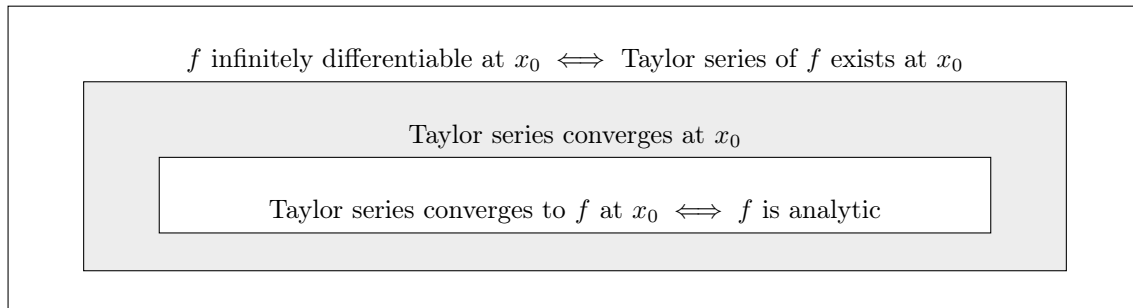 f infinitely differentiable at x₀ ⟺ Taylor series of f exists at x₀
Taylor series converges at x₀
Taylor series converges to f at x₀ ⟺ f is analytic